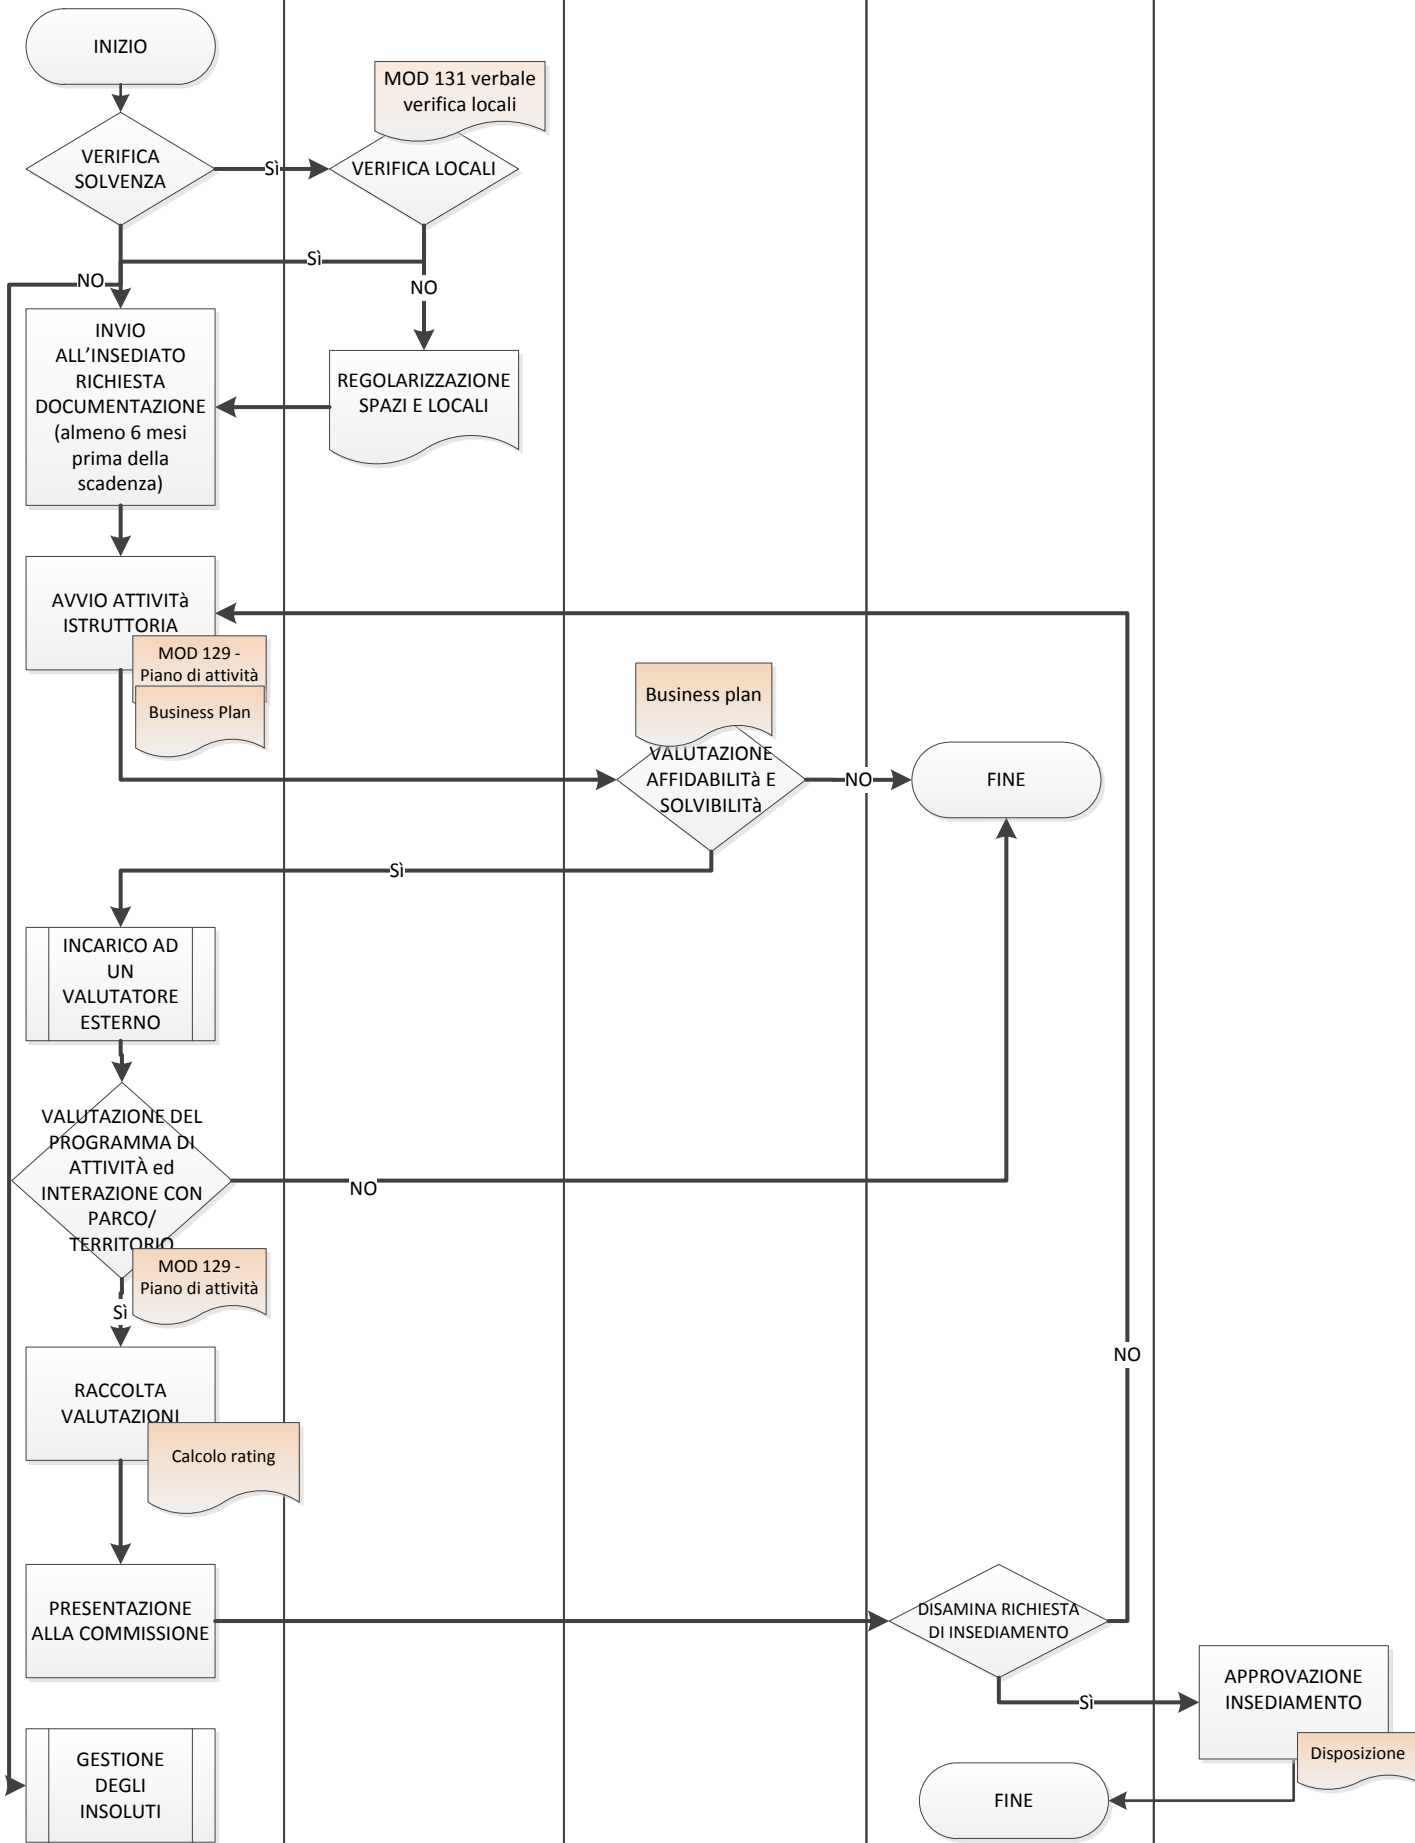 INIZIO
MOD 131 verbale
verifica locali
VERIFICA
SOLVENZA
Sì
VERIFICA LOCALI
Sì
NO
NO
INVIO
ALL'INSEDIATO
RICHIESTA
DOCUMENTAZIONE
(almeno 6 mesi
prima della
scadenza)
REGOLARIZZAZIONE
SPAZI E LOCALI
AVVIO ATTIVITà
ISTRUTTORIA
MOD 129 -
Piano di attività
Business Plan
Business plan
VALUTAZIONE
AFFIDABILITà E
SOLVIBILITà
NO
FINE
Sì
INCARICO AD
UN
VALUTATORE
ESTERNO
VALUTAZIONE DEL
PROGRAMMA DI
ATTIVITÀ ed
INTERAZIONE CON
PARCO/
TERRITORIO
NO
MOD 129 -
Piano di attività
Sì
NO
RACCOLTA
VALUTAZIONI
Calcolo rating
PRESENTAZIONE
ALLA COMMISSIONE
DISAMINA RICHIESTA
DI INSEDIAMENTO
Sì
APPROVAZIONE
INSEDIAMENTO
Disposizione
GESTIONE
DEGLI
INSOLUTI
FINE